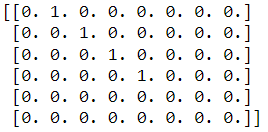 [[0. 1. 0. 0. 0. 0. 0. 0.]
[0. 0. 1. 0. 0. 0. 0. 0.]
[0. 0. 0. 1. 0. 0. 0. 0.]
[0. 0. 0. 0. 1. 0. 0. 0.]
[0. 0. 0. 0. 0. 0. 0. 0.]
[0. 0. 0. 0. 0. 0. 0. 0.]]